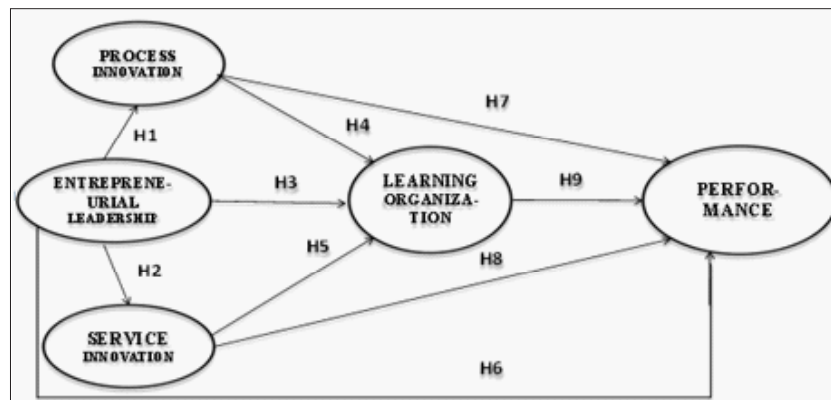 PROCESS
INNOVATION
H7
H4
H1
ENTREPRENE-
URIAL
LEADERSHIP
H3
LEARNING
ORGANIZA-
TION
H9
PERFOR-
MANCE
H5
H2
H8
SERVICE
INNOVATION
H6